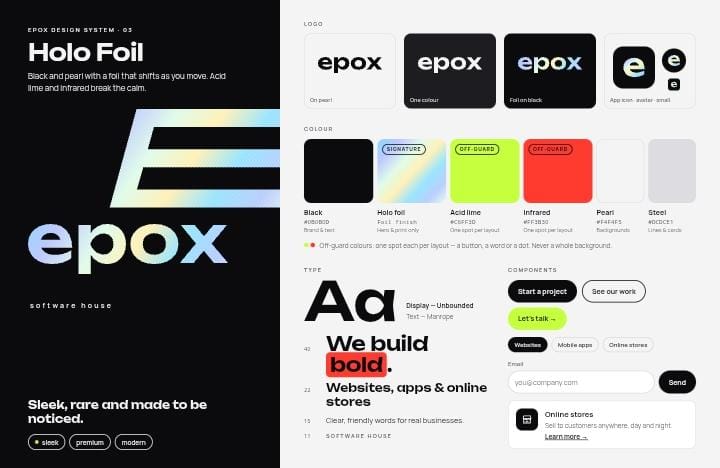 EPOX DESIGN SYSTEM · 03
Holo Foil
Black and pearl with a foil that shifts as you move. Acid
lime and infrared break the calm.
epox
software house
Sleek, rare and made to be
noticed.
sleek
premium
modern
LOGO
epox
On pearl
epox
One colour
epox
Foil on black
e
e
e
App icon · avatar · small
COLOUR
SIGNATURE
OFF-GUARD
OFF-GUARD
Black
#0B0B0D
Brand & text
Holo foil
Foil finish
Hero & print only
Acid lime
#C6FF3D
One spot per layout
Infrared
#FF3B30
One spot per layout
Pearl
#F4F4F5
Backgrounds
Steel
#DCDCE1
Lines & cards
Off-guard colours: one spot each per layout — a button, a word or a dot. Never a whole background.
TYPE
Aa
Display — Unbounded
Text — Manrope
42
We build
bold.
22
Websites, apps & online
stores
15
Clear, friendly words for real businesses.
11
SOFTWARE HOUSE
COMPONENTS
Start a project
See our work
Let's talk →
Websites
Mobile apps
Online stores
Email
you@company.com
Send
Online stores
Sell to customers anywhere, day and night.
Learn more →